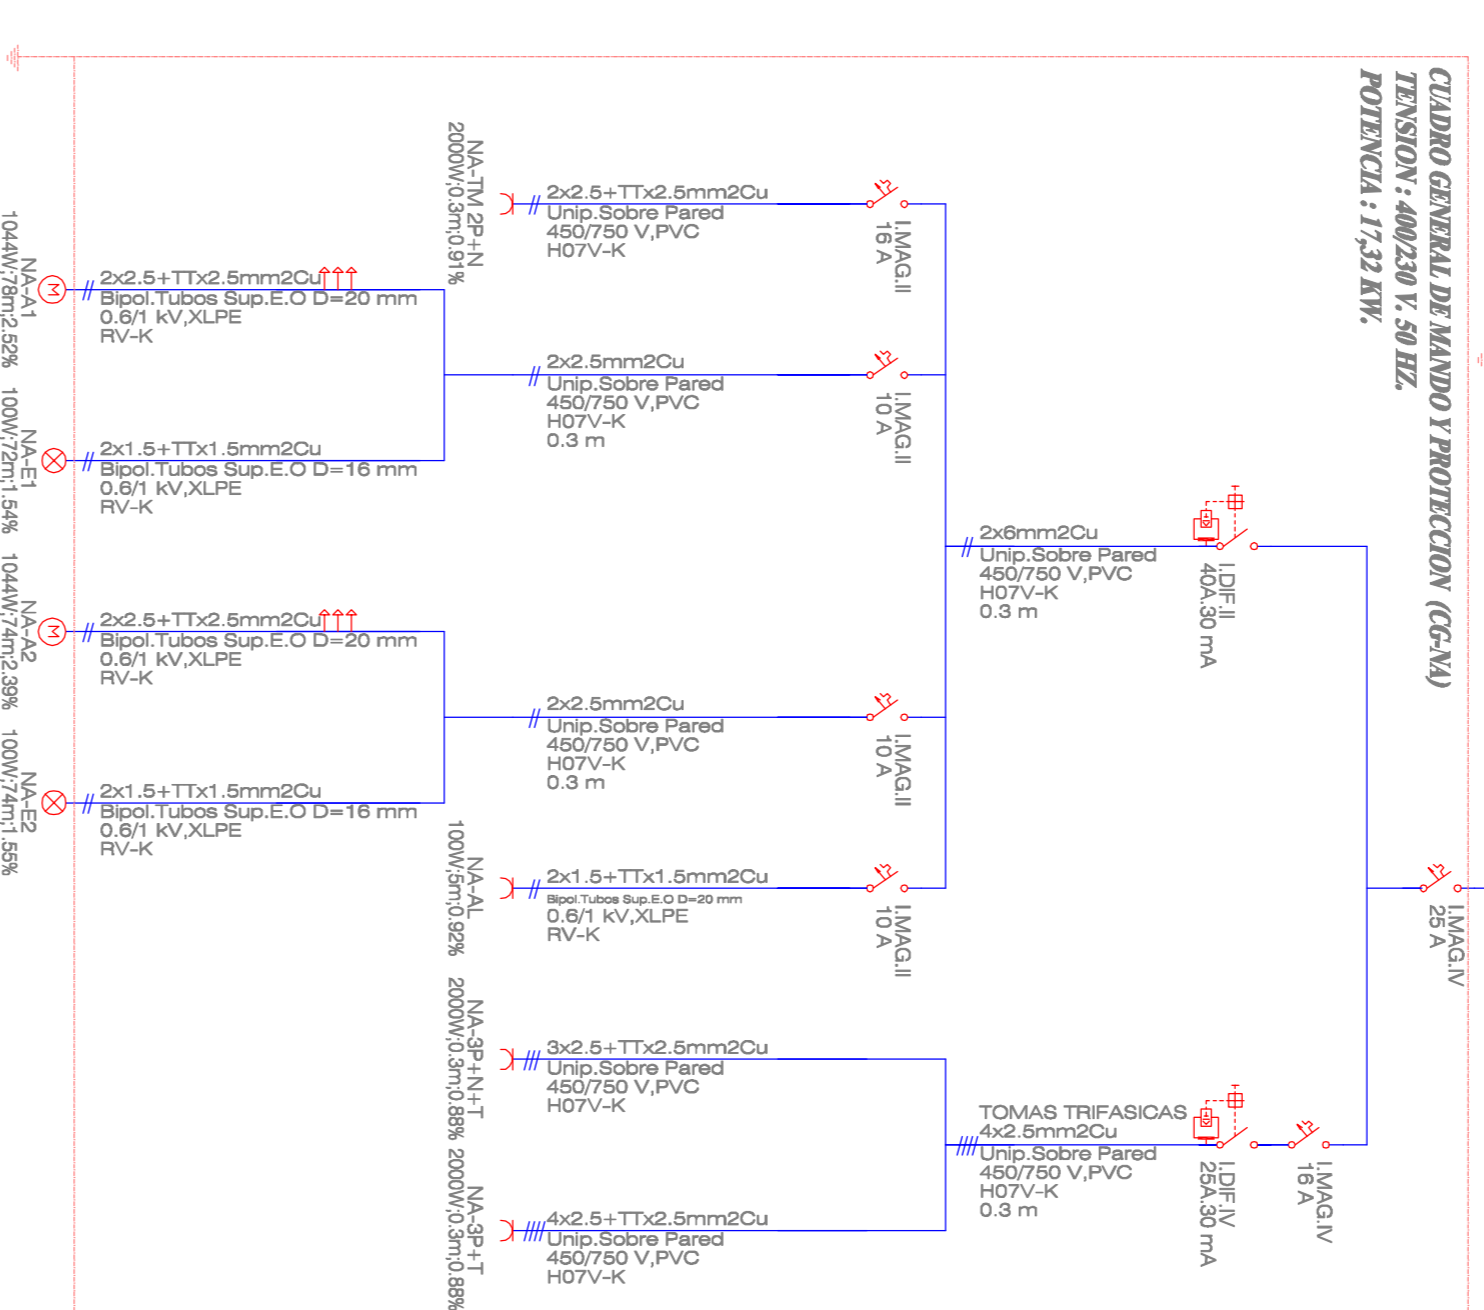 CUADRO GENERAL DE MANDO Y PROTECCION (CG-NA)
TENSION : 400/230 V. 50 HZ.
POTENCIA : 17,32 KW.
I.MAG.IV
25 A
I.DIF.II
40A.30 mA
I.MAG.IV
16 A
I.DIF.IV
25A.30 mA
2x6mm2Cu
Unip.Sobre Pared
450/750 V,PVC
H07V-K
0.3 m
TOMAS TRIFASICAS
4x2.5mm2Cu
Unip.Sobre Pared
450/750 V,PVC
H07V-K
0.3 m
I.MAG.II
16 A
I.MAG.II
10 A
I.MAG.II
10 A
I.MAG.II
10 A
2x2.5+TTx2.5mm2Cu
Unip.Sobre Pared
450/750 V,PVC
H07V-K
2x2.5mm2Cu
Unip.Sobre Pared
450/750 V,PVC
H07V-K
0.3 m
2x2.5mm2Cu
Unip.Sobre Pared
450/750 V,PVC
H07V-K
0.3 m
2x1.5+TTx1.5mm2Cu
Bipol.Tubos Sup.E.O D=20 mm
0.6/1 kV,XLPE
RV-K
3x2.5+TTx2.5mm2Cu
Unip.Sobre Pared
450/750 V,PVC
H07V-K
4x2.5+TTx2.5mm2Cu
Unip.Sobre Pared
450/750 V,PVC
H07V-K
NA-TM 2P+N
2000W;0.3m;0.91%
NA-AL
100W;5m;0.92%
NA-3P+N+T
2000W;0.3m;0.88%
NA-3P+T
2000W;0.3m;0.88%
2x2.5+TTx2.5mm2Cu
Bipol.Tubos Sup.E.O D=20 mm
0.6/1 kV,XLPE
RV-K
2x1.5+TTx1.5mm2Cu
Bipol.Tubos Sup.E.O D=16 mm
0.6/1 kV,XLPE
RV-K
2x2.5+TTx2.5mm2Cu
Bipol.Tubos Sup.E.O D=20 mm
0.6/1 kV,XLPE
RV-K
2x1.5+TTx1.5mm2Cu
Bipol.Tubos Sup.E.O D=16 mm
0.6/1 kV,XLPE
RV-K
M
NA-A1
1044W;78m;2.52%
NA-E1
100W;72m;1.54%
M
NA-A2
1044W;74m;2.39%
NA-E2
100W;74m;1.55%